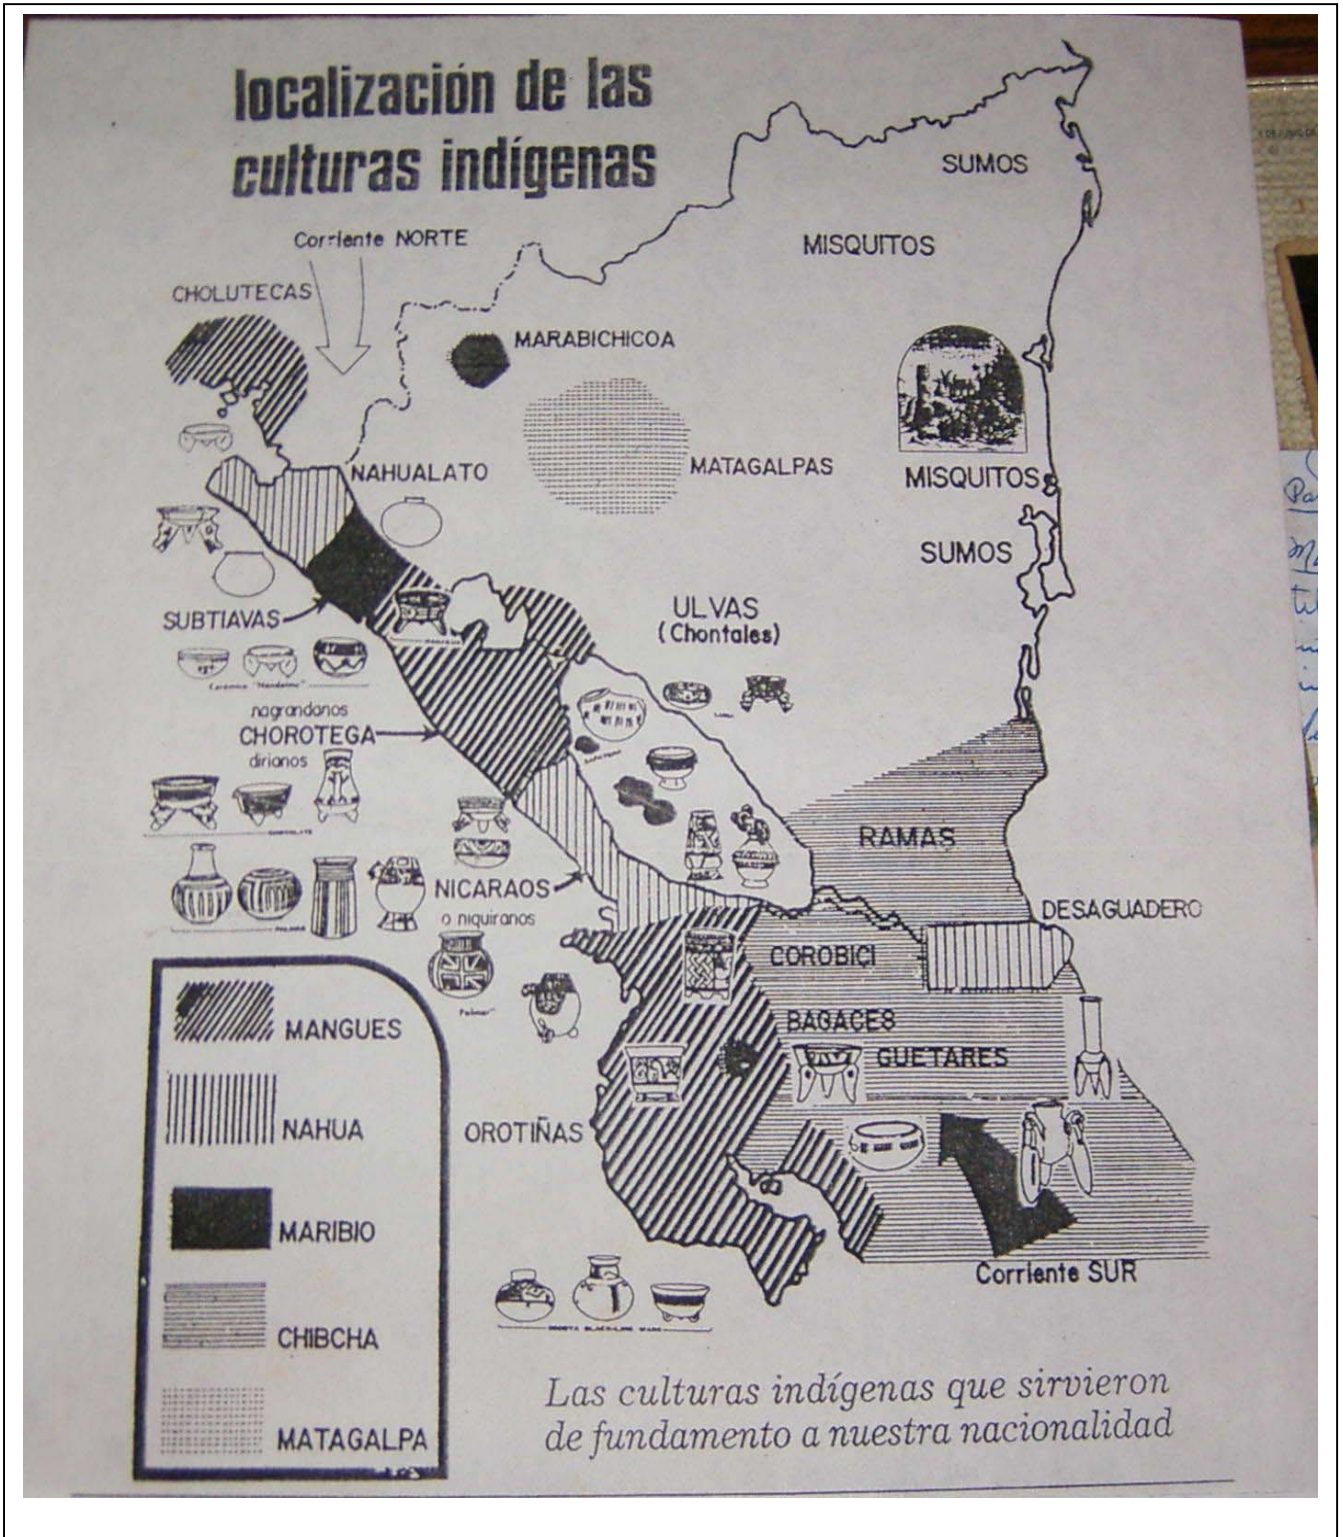 localización de las
culturas indígenas
Corriente NORTE
SUMOS
MISQUITOS
CHOLUTECAS
MARABICHICOA
NAHUALATO
MATAGALPAS
MISQUITOS
SUMOS
SUBTIAVAS
ULVAS
(Chontales)
nagrandanos
CHOROTEGA
dirianos
RAMAS
NICARAOS
o niquiranos
DESAGUADERO
COROBICI
BAGACES
GUETARES
OROTIÑAS
Corriente SUR
MANGUES
NAHUA
MARIBIO
CHIBCHA
MATAGALPA
Las culturas indígenas que sirvieron
de fundamento a nuestra nacionalidad